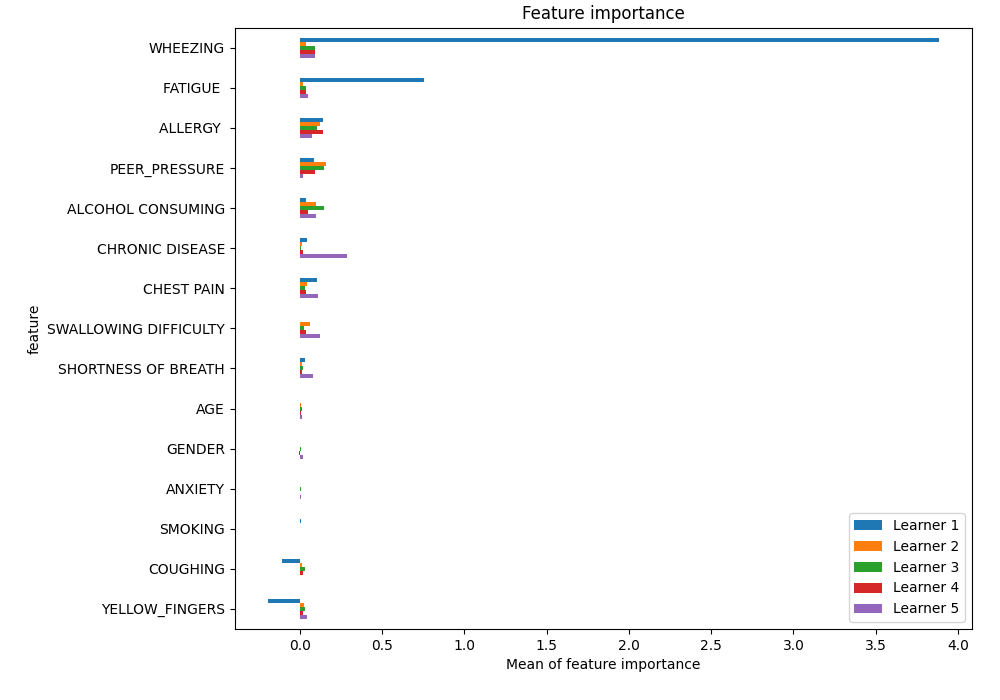 Feature importance
WHEEZING
FATIGUE
ALLERGY
PEER_PRESSURE
ALCOHOL CONSUMING
CHRONIC DISEASE
CHEST PAIN
SWALLOWING DIFFICULTY
SHORTNESS OF BREATH
AGE
GENDER
ANXIETY
SMOKING
COUGHING
YELLOW_FINGERS
feature
Learner 1
Learner 2
Learner 3
Learner 4
Learner 5
0.0 0.5 1.0 1.5 2.0 2.5 3.0 3.5 4.0
Mean of feature importance